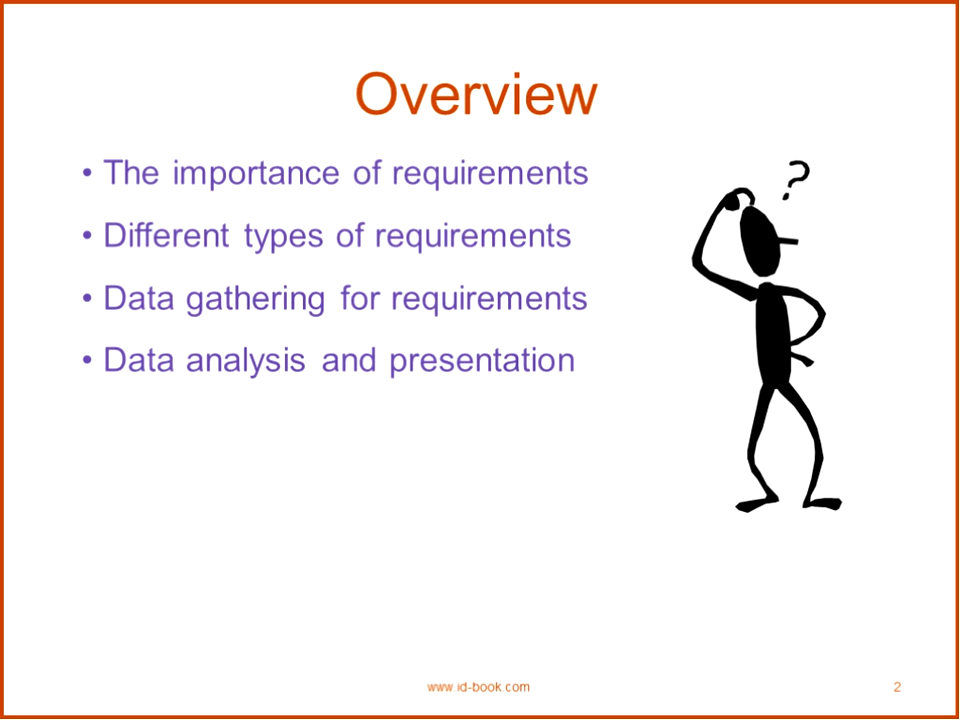 Overview
• The importance of requirements
• Different types of requirements
• Data gathering for requirements
• Data analysis and presentation
?
www.id-book.com
2